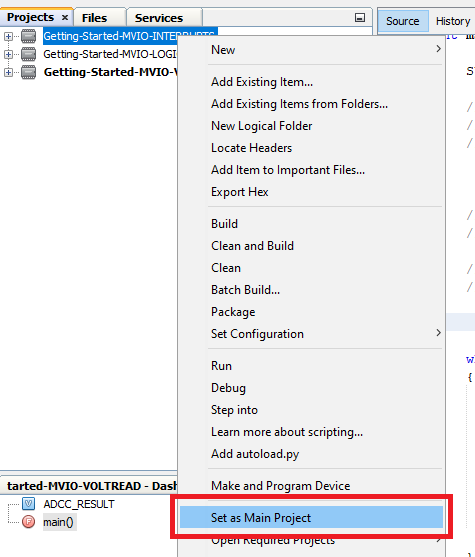 Projects × Files Services
Source History
Getting-Started-MVIO-INTERRUPTS
Getting-Started-MVIO-LOGI
Getting-Started-MVIO-V
New
Add Existing Item...
Add Existing Items from Folders...
New Logical Folder
Locate Headers
Add Item to Important Files...
Export Hex
Build
Clean and Build
Clean
Batch Build...
Package
Set Configuration
Run
Debug
Step into
Learn more about scripting...
Add autoload.py
Make and Program Device
Set as Main Project
Open Required Projects
tarted-MVIO-VOLTREAD - Dash
ADCC_RESULT
main()
//
{